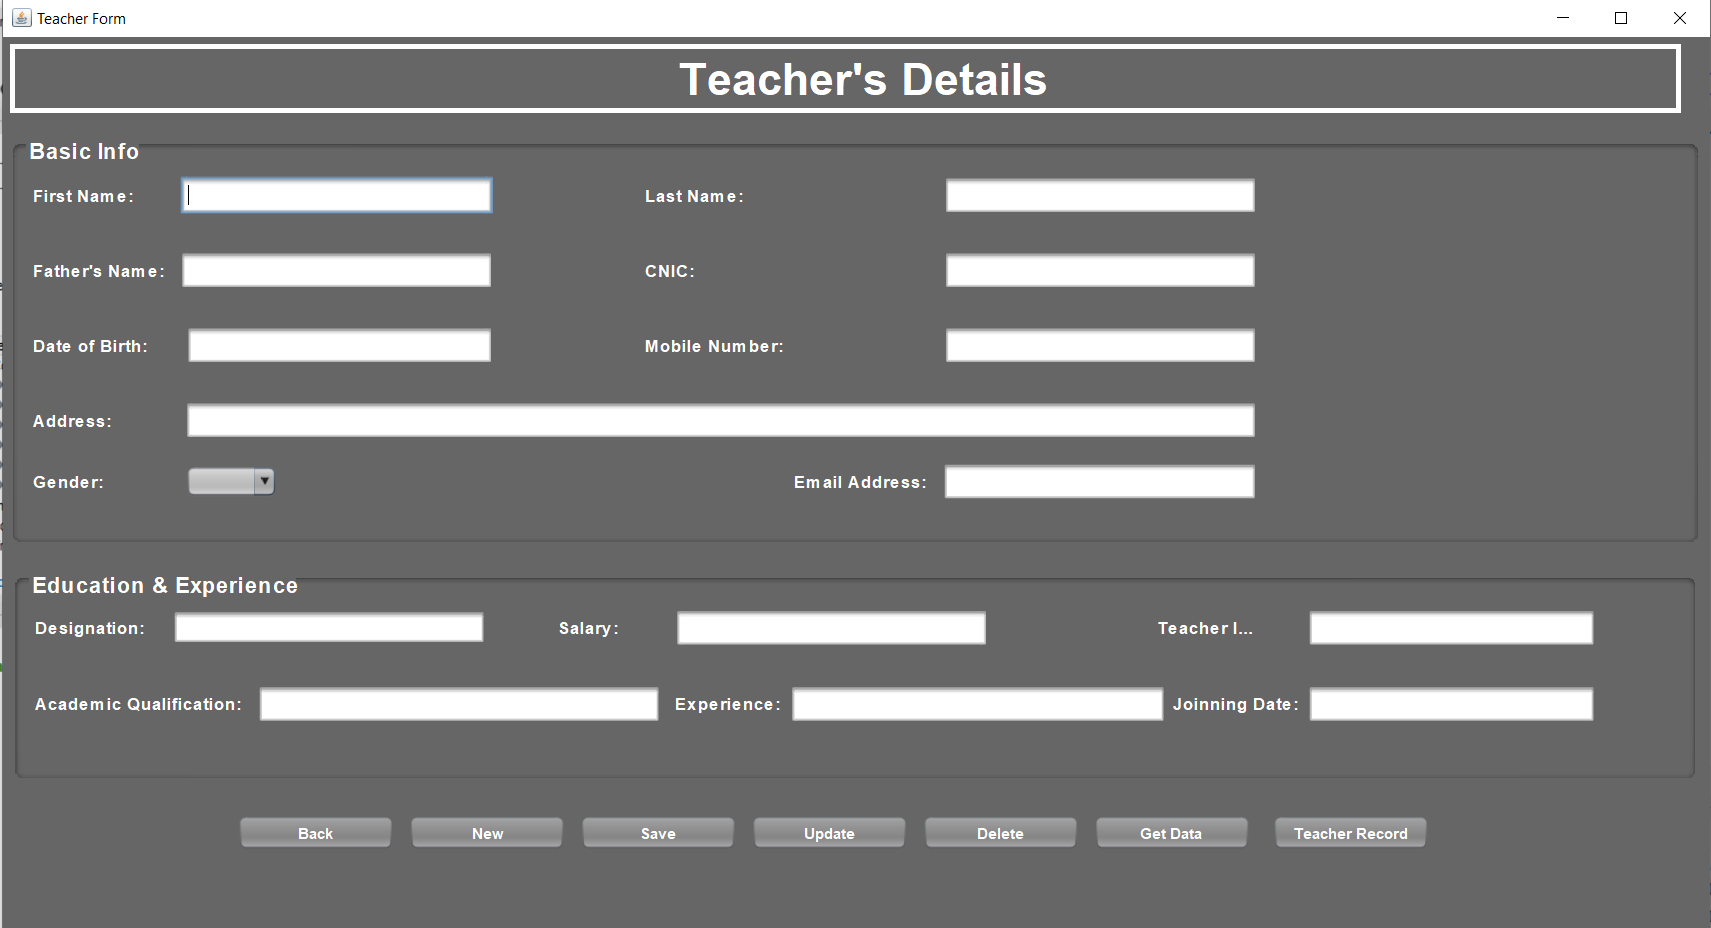 Teacher Form
Teacher's Details
Basic Info
First Name: Last Name:
Father's Name: CNIC:
Date of Birth: Mobile Number:
Address:
Gender: Email Address:
Education & Experience
Designation: Salary: Teacher I...
Academic Qualification: Experience: Joinning Date:
Back New Save Update Delete Get Data Teacher Record